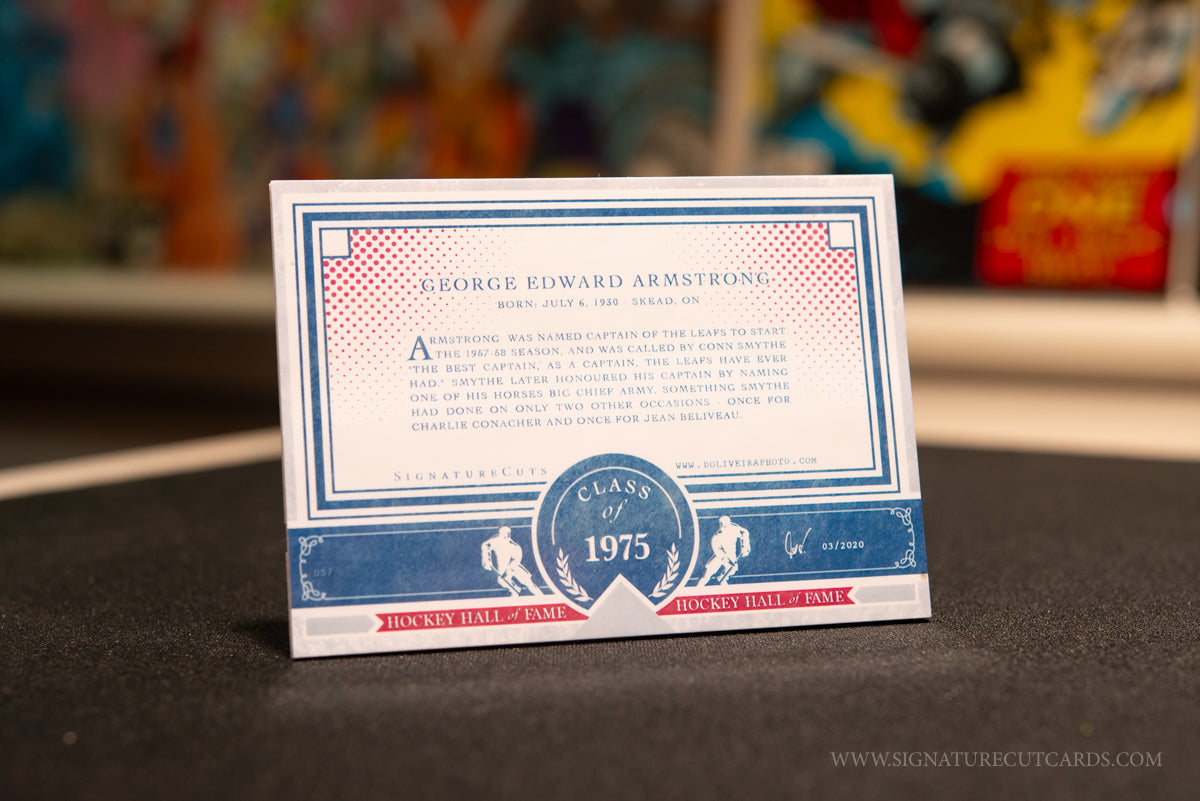 GEORGE EDWARD ARMSTRONG
BORN: JULY 6, 1930 - SKEAD, ON
ARMSTRONG WAS NAMED CAPTAIN OF THE LEAFS TO START
THE 1967-68 SEASON, AND WAS CALLED BY CONN SMYTHE
"THE BEST CAPTAIN, AS A CAPTAIN, THE LEAFS HAVE EVER
HAD." SMYTHE LATER HONOURED HIS CAPTAIN BY NAMING
ONE OF HIS HORSES BIG CHIEF ARMY, SOMETHING SMYTHE
HAD DONE ON ONLY TWO OTHER OCCASIONS - ONCE FOR
CHARLIE CONACHER AND ONCE FOR JEAN BELIVEAU.
SIGNATURECUTS
WWW.DOLIVEIRAPHOTO.COM
CLASS
of
1975
057
03/2020
HOCKEY HALL of FAME
HOCKEY HALL of FAME
WWW.SIGNATURECUTCARDS.COM